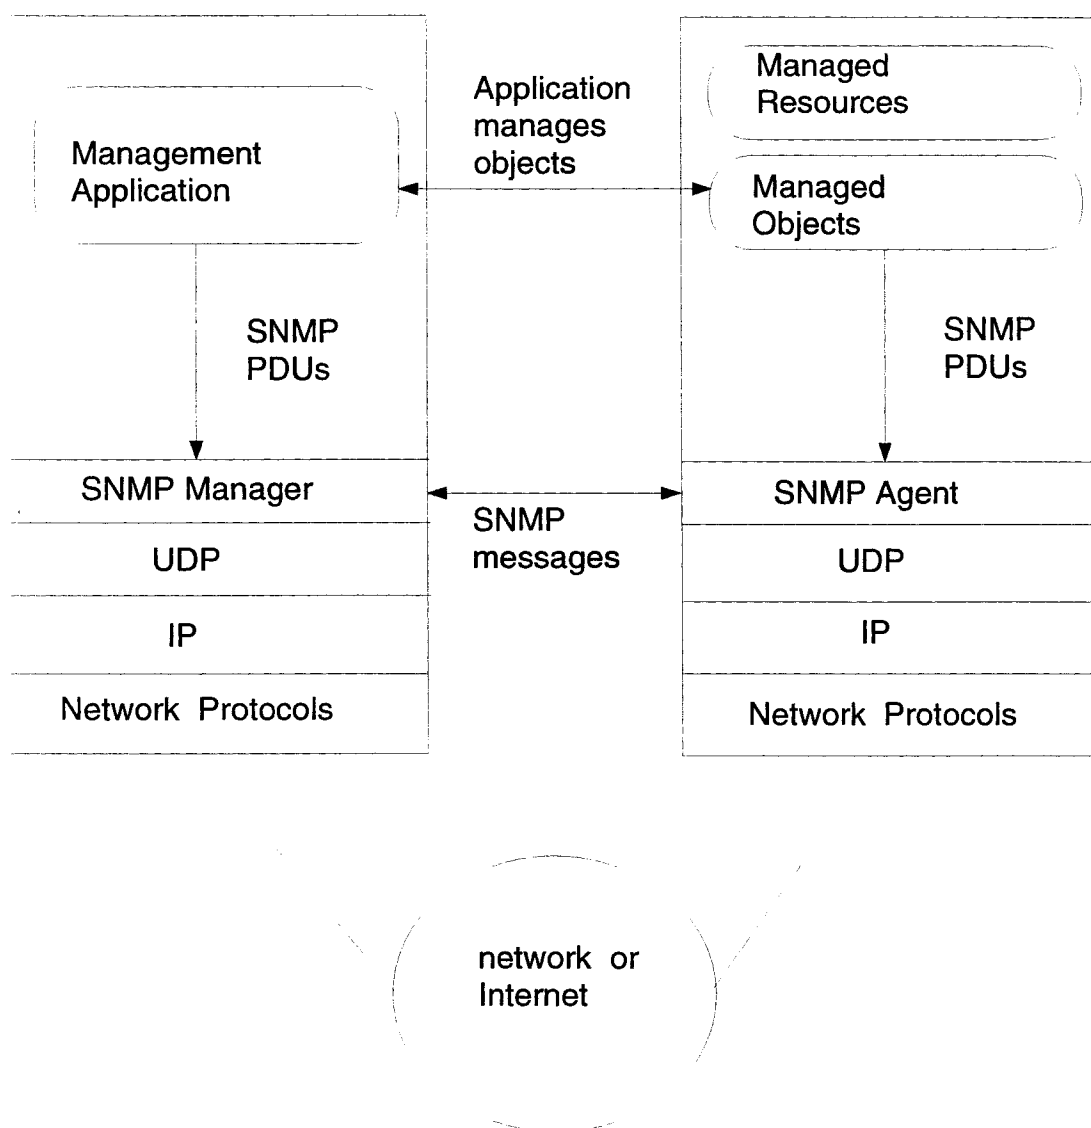 Management
Application
SNMP
PDUs
SNMP Manager
UDP
IP
Network Protocols
Application
manages
objects
SNMP
messages
Managed
Resources
Managed
Objects
SNMP
PDUs
SNMP Agent
UDP
IP
Network Protocols
network or
Internet